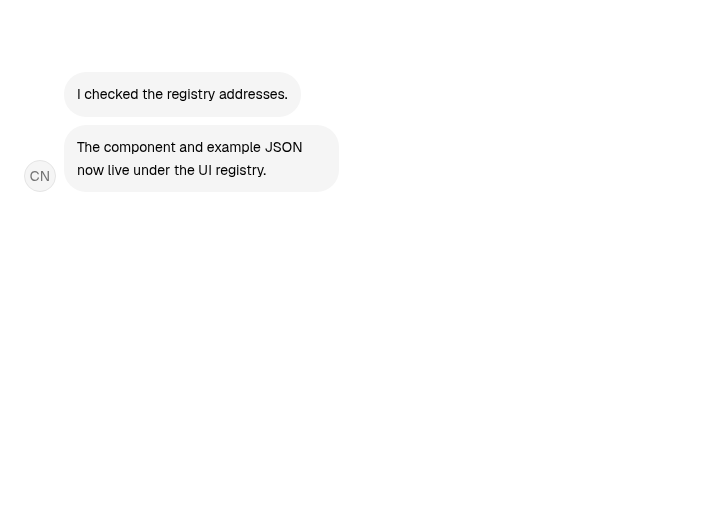 I checked the registry addresses.
The component and example JSON
now live under the UI registry.
CN